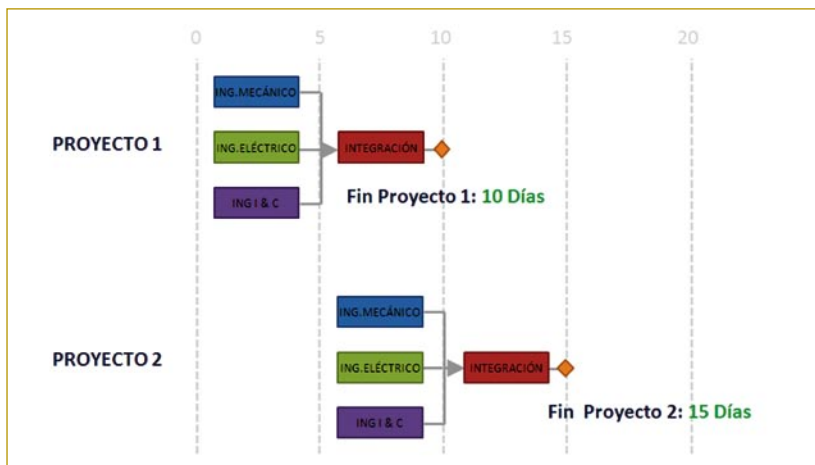 0 5 10 15 20
ING.MECÁNICO
PROYECTO 1 ING.ELÉCTRICO INTEGRACIÓN
ING I & C Fin Proyecto 1: 10 Días
ING.MECÁNICO
PROYECTO 2 ING.ELÉCTRICO INTEGRACIÓN
ING I & C Fin Proyecto 2: 15 Días